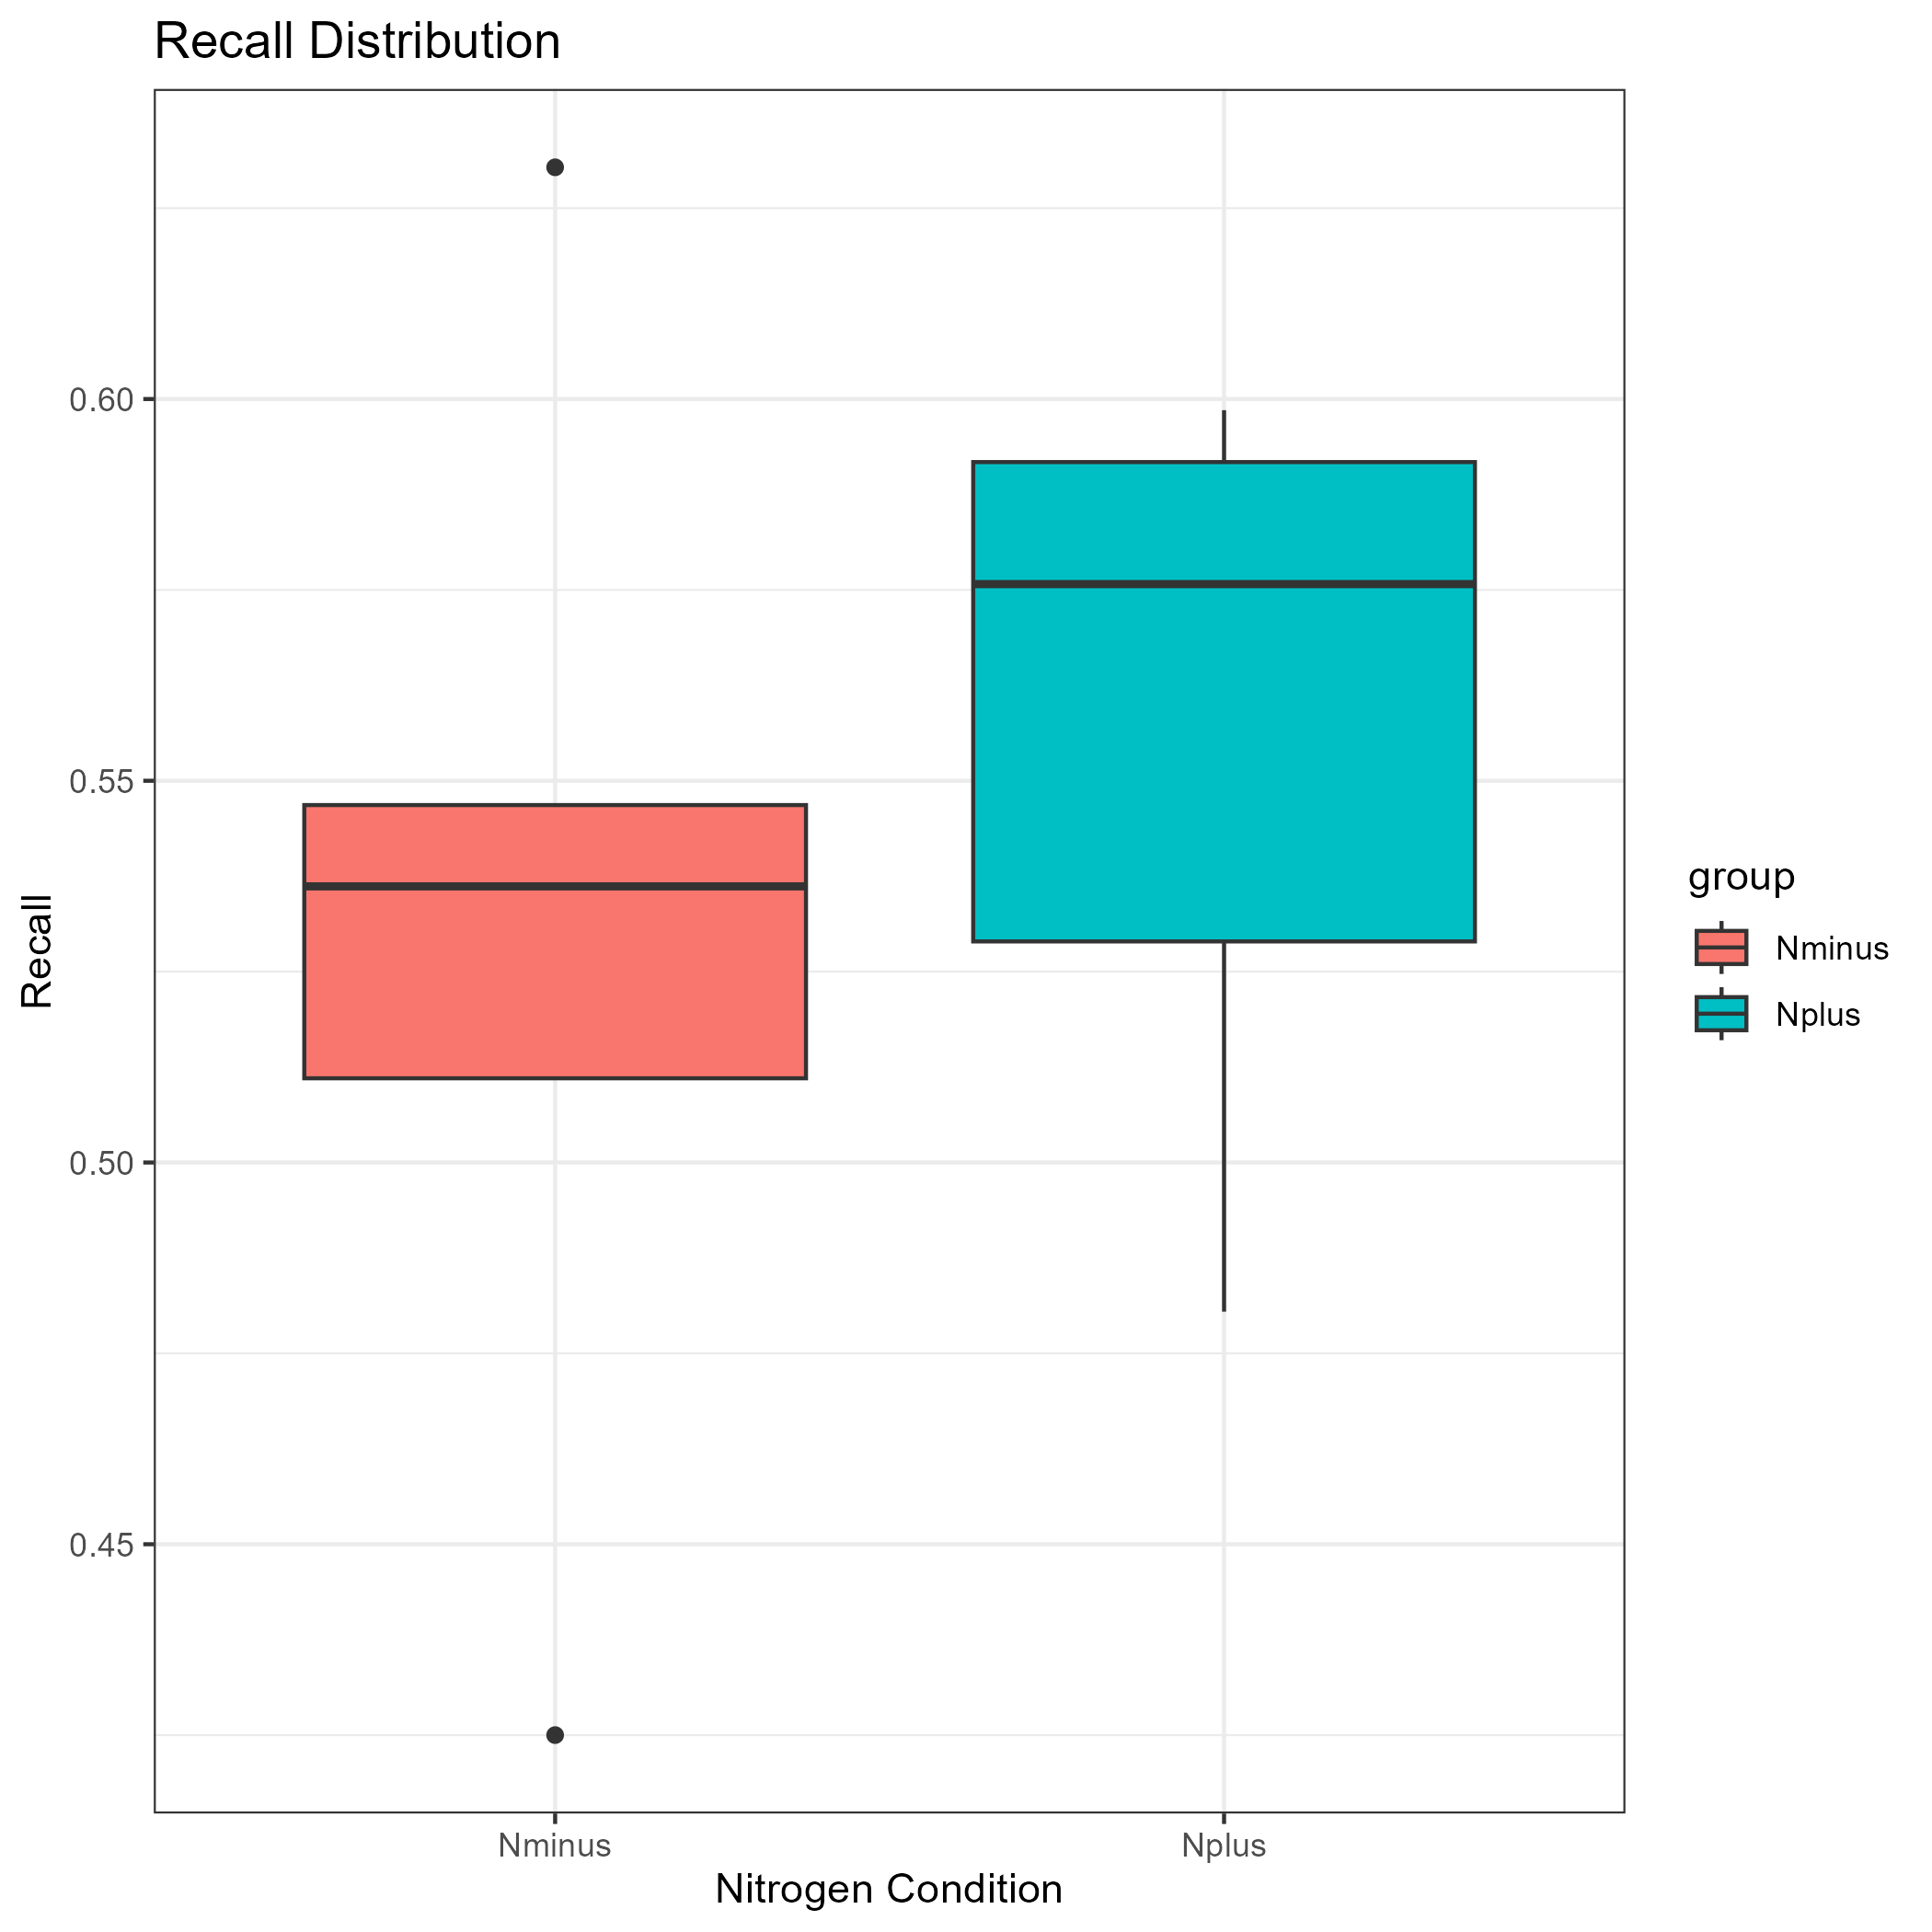 Recall Distribution
0.60
0.55
0.50
0.45
Recall
Nminus
Nplus
Nitrogen Condition
group
Nminus
Nplus